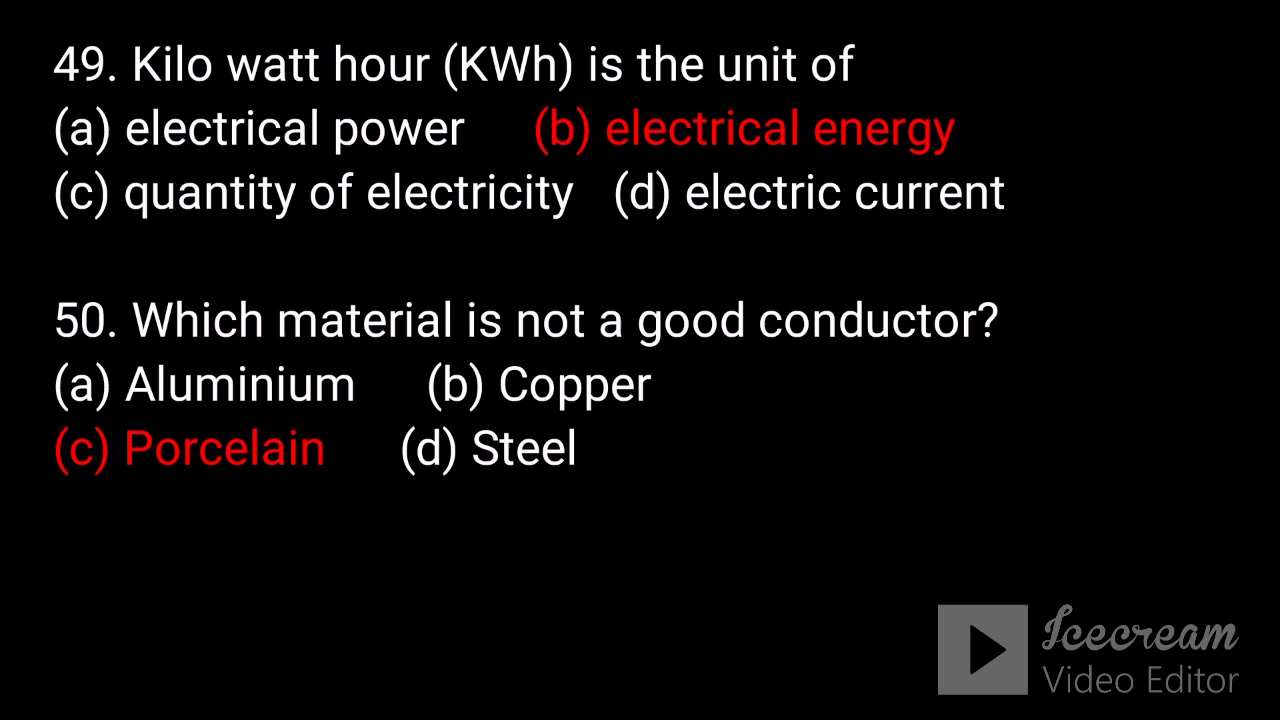 49. Kilo watt hour (KWh) is the unit of
(a) electrical power (b) electrical energy
(c) quantity of electricity (d) electric current
50. Which material is not a good conductor?
(a) Aluminium (b) Copper
(c) Porcelain (d) Steel
Icecream
Video Editor